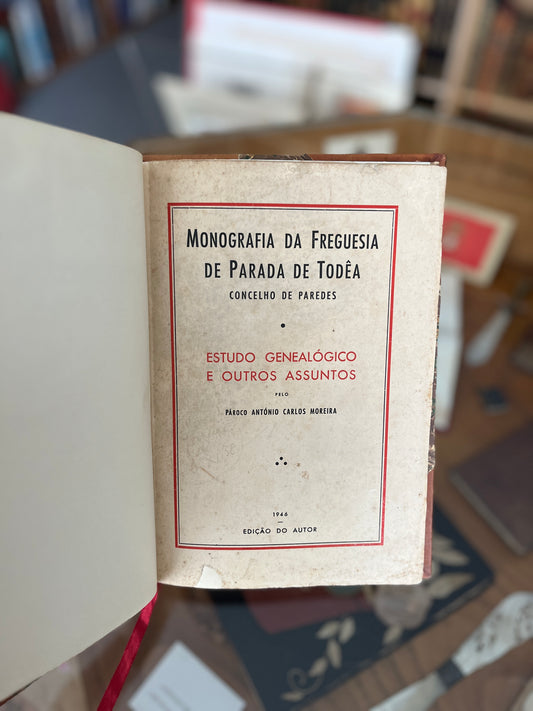 MONOGRAFIA DA FREGUESIA
DE PARADA DE TODÊA
CONCELHO DE PAREDES
ESTUDO GENEALÓGICO
E OUTROS ASSUNTOS
PELO
PÁROCO ANTÓNIO CARLOS MOREIRA
1946
EDIÇÃO DO AUTOR